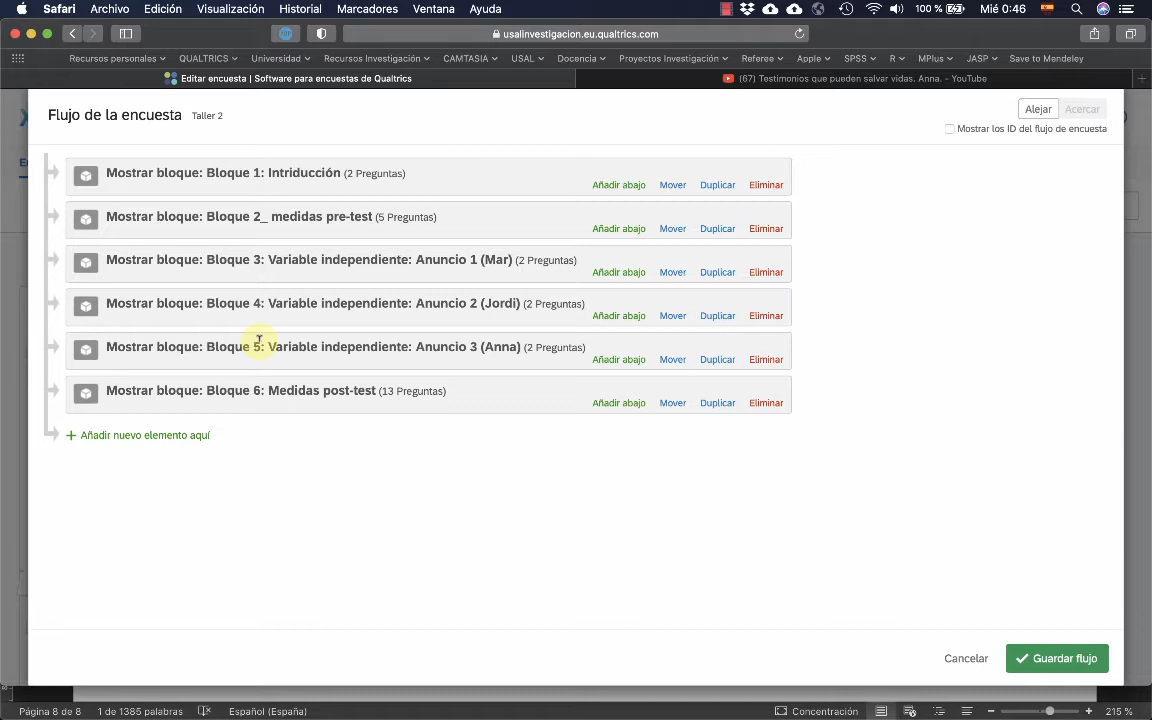 Safari Archivo Edición Visualización Historial Marcadores Ventana Ayuda 100 % Mié 0:46
usalinvestigacion.eu.qualtrics.com
Recursos personales QUALTRICS Universidad Recursos Investigación CAMTASIA USAL Docencia Proyectos Investigación Referee Apple SPSS R MPlus JASP Save to Mendeley
Editar encuesta | Software para encuestas de Qualtrics (67) Testimonios que pueden salvar vidas. Anna. - YouTube
Flujo de la encuesta Taller 2
Alejar Acercar
Mostrar los ID del flujo de encuesta
Mostrar bloque: Bloque 1: Intriducción (2 Preguntas)
Añadir abajo Mover Duplicar Eliminar
Mostrar bloque: Bloque 2_ medidas pre-test (5 Preguntas)
Añadir abajo Mover Duplicar Eliminar
Mostrar bloque: Bloque 3: Variable independiente: Anuncio 1 (Mar) (2 Preguntas)
Añadir abajo Mover Duplicar Eliminar
Mostrar bloque: Bloque 4: Variable independiente: Anuncio 2 (Jordi) (2 Preguntas)
Añadir abajo Mover Duplicar Eliminar
Mostrar bloque: Bloque 5: Variable independiente: Anuncio 3 (Anna) (2 Preguntas)
Añadir abajo Mover Duplicar Eliminar
Mostrar bloque: Bloque 6: Medidas post-test (13 Preguntas)
Añadir abajo Mover Duplicar Eliminar
+ Añadir nuevo elemento aquí
Cancelar Guardar flujo
Página 8 de 8 1 de 1385 palabras Español (España) Concentración 215 %